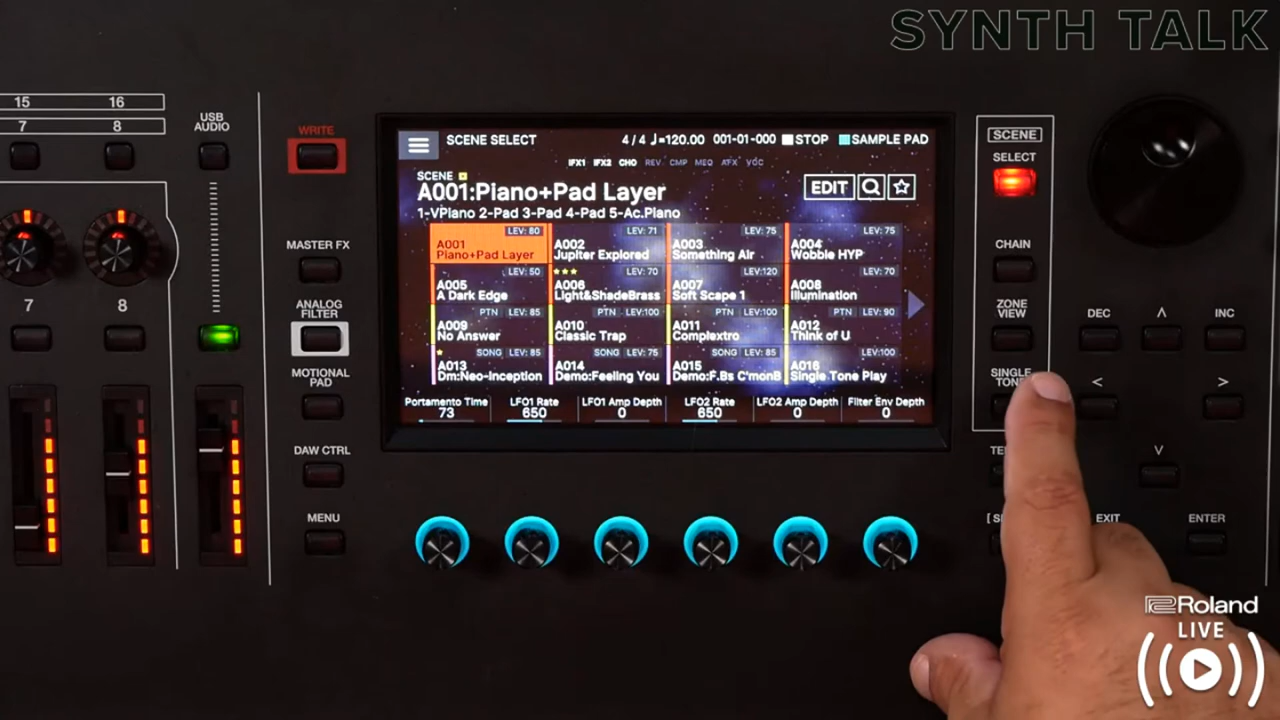 SYNTH TALK
15 16
7 8
USB
AUDIO
7 8
WRITE
MASTER FX
ANALOG
FILTER
MOTIONAL
PAD
DAW CTRL
MENU
SCENE SELECT 4/4 ♩=120.00 001-01-000 STOP SAMPLE PAD
IFX1 IFX2 CHO REV CMP MEQ AFX VOC
SCENE
A001:Piano+Pad Layer EDIT
1-VPiano 2-Pad 3-Pad 4-Pad 5-Ac.Piano
LEV: 80 LEV: 71 LEV: 75 LEV: 75
A001 A002 A003 A004
Piano+Pad Layer Jupiter Explored Something Air Wobble HYP
LEV: 50 ★★★ LEV: 70 LEV:120 LEV: 70
A005 A006 A007 A008
A Dark Edge Light&ShadeBrass Soft Scape 1 Illumination
PTN LEV: 85 PTN LEV:100 PTN LEV:100 PTN LEV: 90
A009 A010 A011 A012
No Answer Classic Trap Complextro Think of U
★ SONG LEV: 85 SONG LEV: 75 SONG LEV: 85 LEV:100
A013 A014 A015 A016
Dm:Neo-Inception Demo:Feeling You Demo:F.Bs C'monB Single Tone Play
Portamento Time LFO1 Rate LFO1 Amp Depth LFO2 Rate LFO2 Amp Depth Filter Env Depth
73 650 0 650 0 0
SCENE
SELECT
CHAIN
ZONE
VIEW
SINGLE
DEC ∧ INC
< >
∨
EXIT ENTER
Roland
LIVE